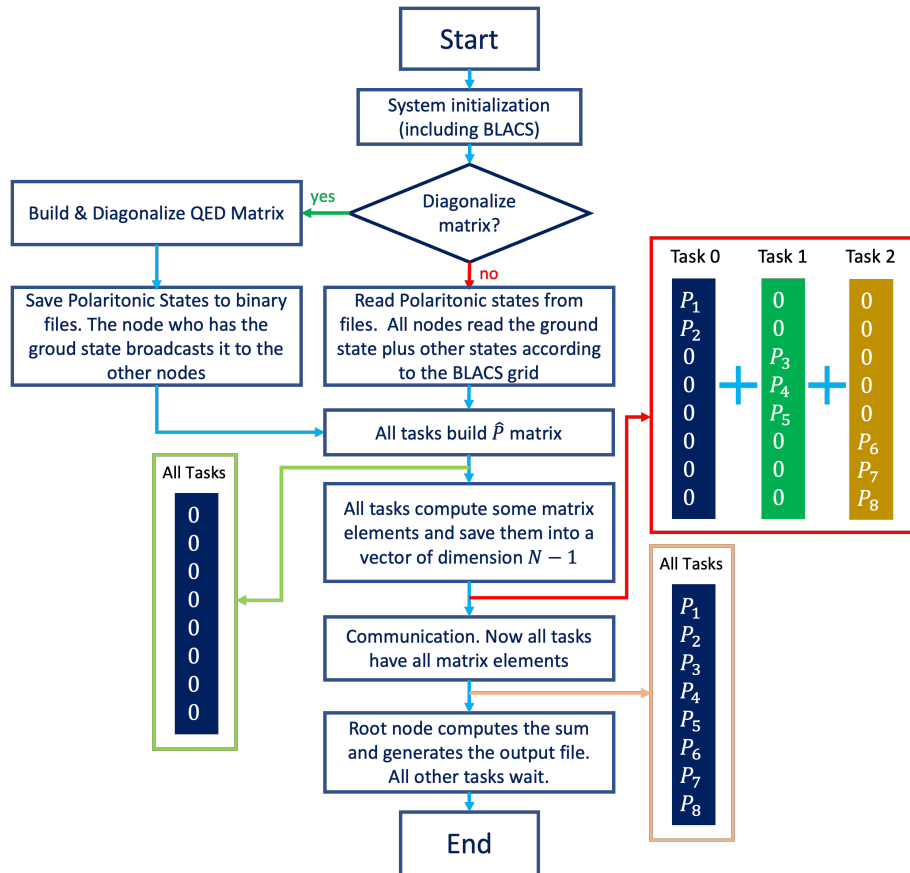 Start
System initialization
(including BLACS)
Diagonalize
matrix?
yes
no
Build & Diagonalize QED Matrix
Save Polaritonic States to binary
files. The node who has the
groud state broadcasts it to the
other nodes
Read Polaritonic states from
files.  All nodes read the ground
state plus other states according
to the BLACS grid
All tasks build P̂ matrix
All tasks compute some matrix
elements and save them into a
vector of dimension N − 1
Communication. Now all tasks
have all matrix elements
Root node computes the sum
and generates the output file.
All other tasks wait.
End
All Tasks
0
0
0
0
0
0
0
0
Task 0
P₁
P₂
0
0
0
0
0
0
+
Task 1
0
0
P₃
P₄
P₅
0
0
0
+
Task 2
0
0
0
0
0
P₆
P₇
P₈
All Tasks
P₁
P₂
P₃
P₄
P₅
P₆
P₇
P₈